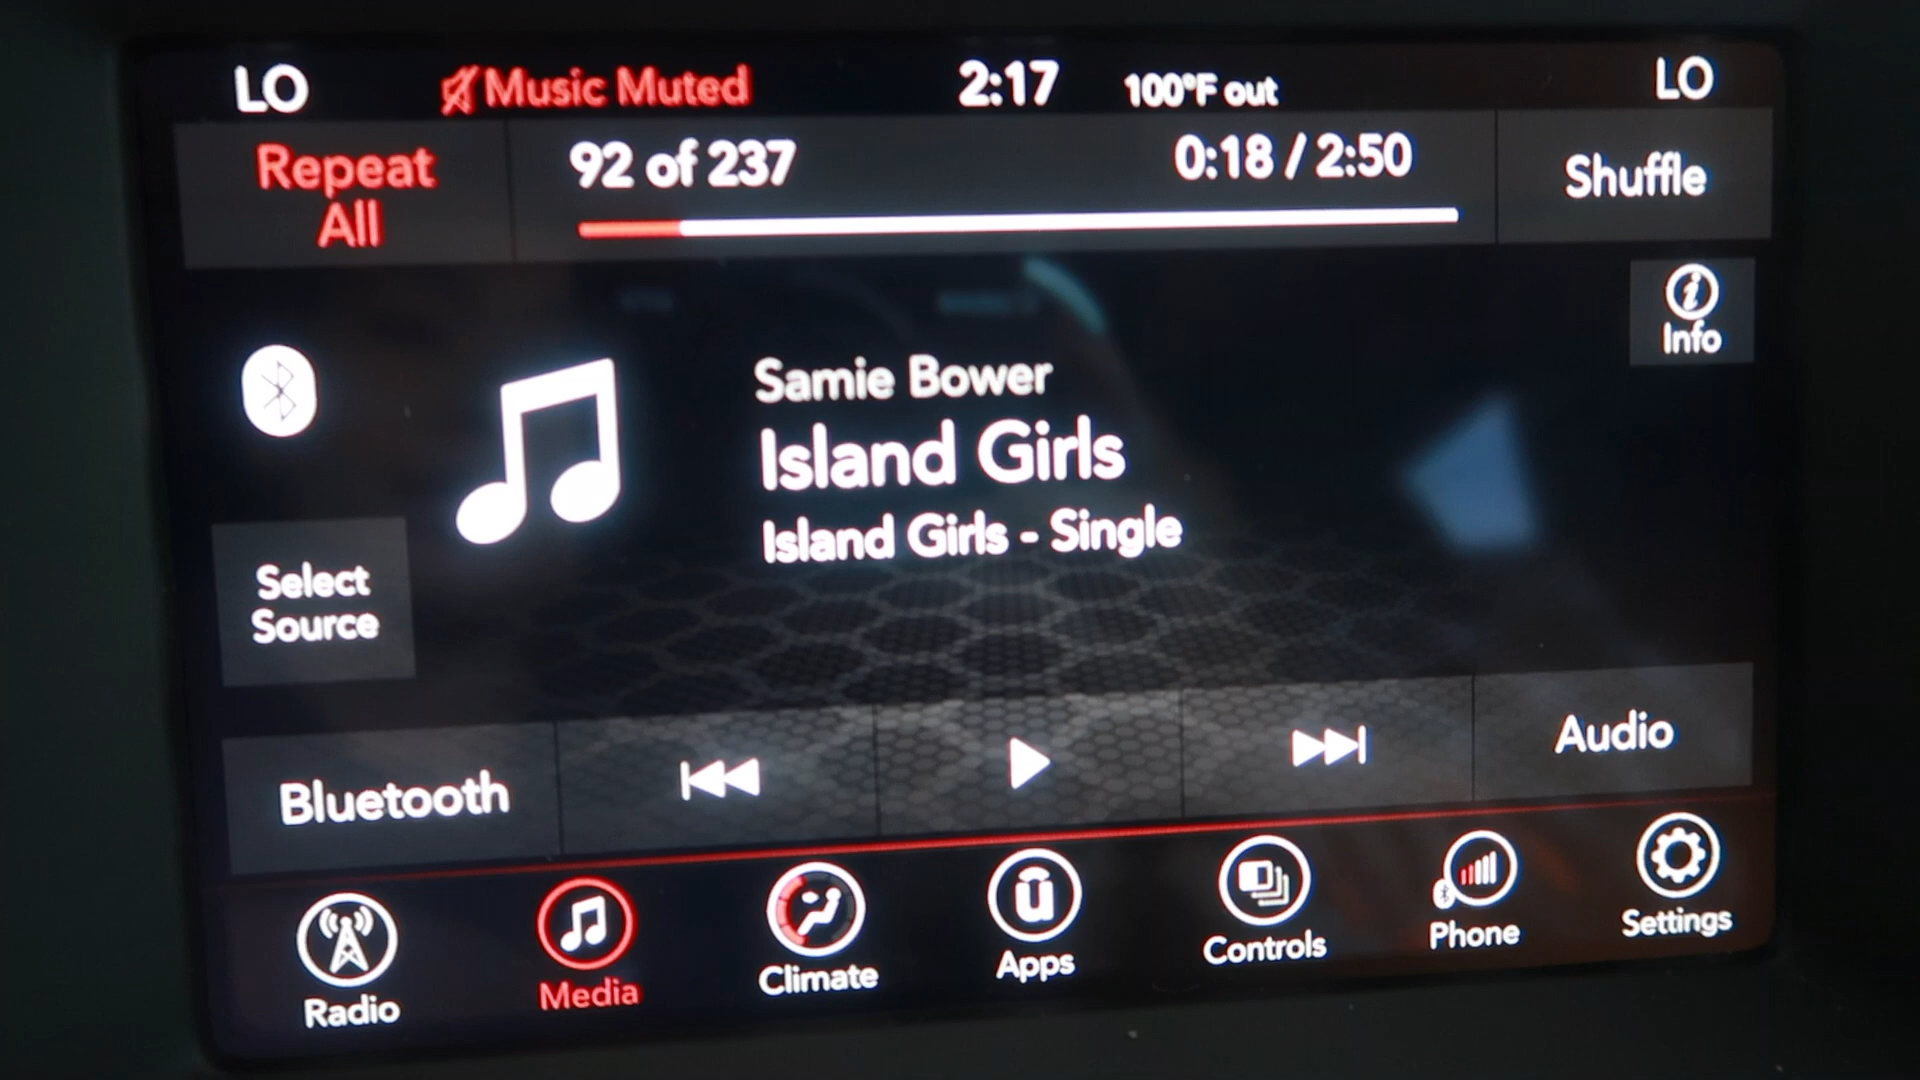 LO
Music Muted
2:17
100°F out
LO
Repeat
All
92 of 237
0:18 / 2:50
Shuffle
Info
Samie Bower
Island Girls
Island Girls - Single
Select
Source
Bluetooth
Audio
Radio
Media
Climate
Apps
Controls
Phone
Settings